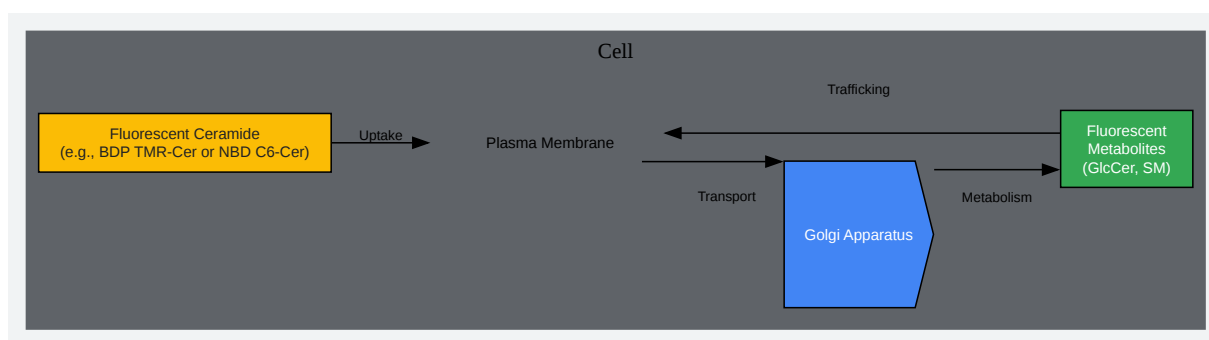 Cell
Trafficking
Fluorescent Ceramide
(e.g., BDP TMR-Cer or NBD C6-Cer)
Uptake
Plasma Membrane
Fluorescent
Metabolites
(GlcCer, SM)
Transport
Metabolism
Golgi Apparatus